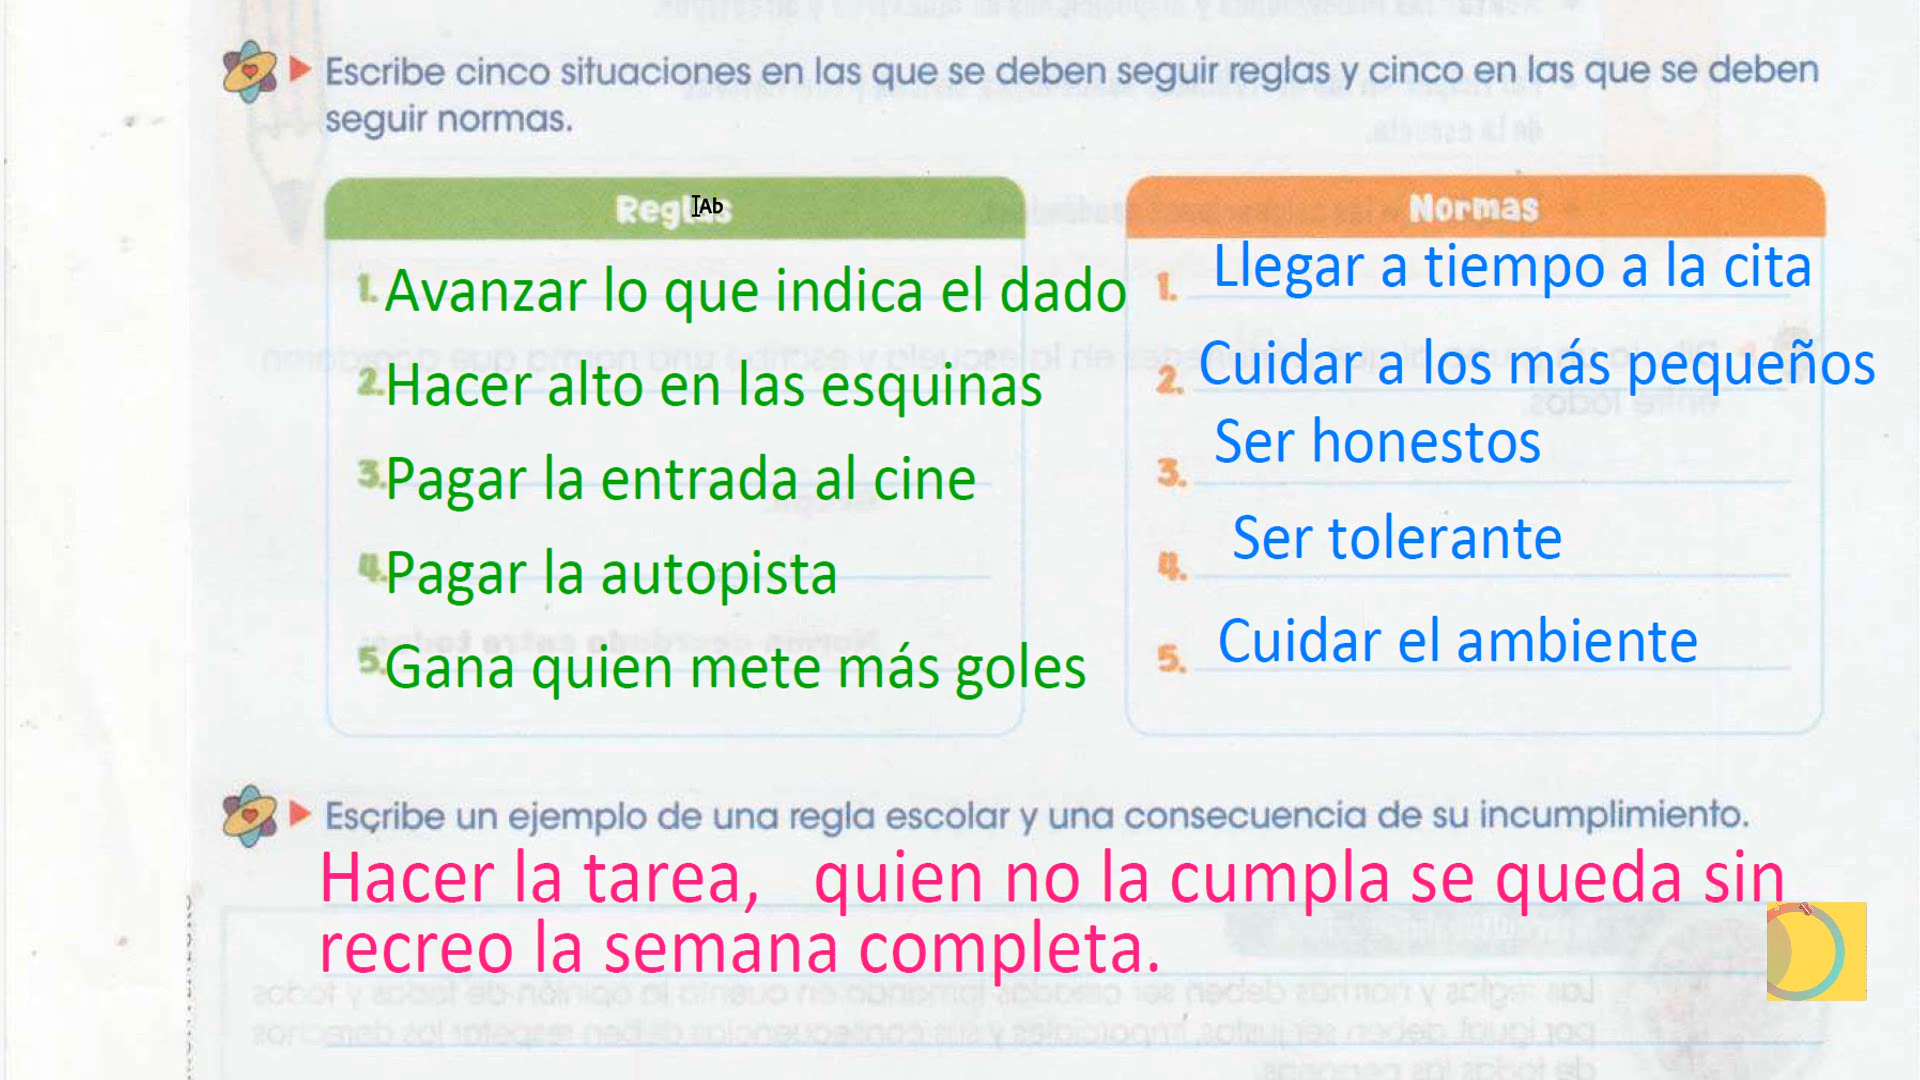 Escribe cinco situaciones en las que se deben seguir reglas y cinco en las que se deben
seguir normas.
Reglas
Ab
1. Avanzar lo que indica el dado
2. Hacer alto en las esquinas
3. Pagar la entrada al cine
4. Pagar la autopista
5. Gana quien mete más goles
Normas
1. Llegar a tiempo a la cita
2. Cuidar a los más pequeños
3. Ser honestos
4. Ser tolerante
5. Cuidar el ambiente
Escribe un ejemplo de una regla escolar y una consecuencia de su incumplimiento.
Hacer la tarea, quien no la cumpla se queda sin
recreo la semana completa.